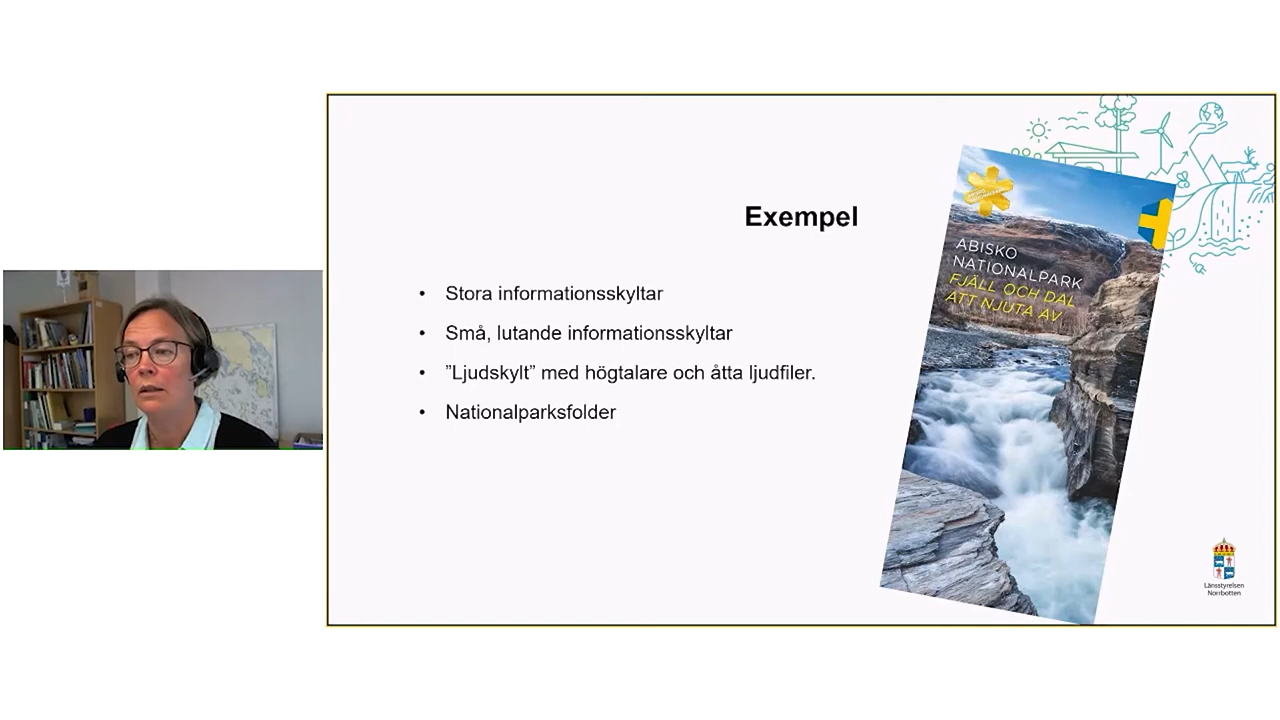 Exempel
• Stora informationsskyltar
• Små, lutande informationsskyltar
• ”Ljudskylt” med högtalare och åtta ljudfiler.
• Nationalparksfolder
ABISKO
NATIONALPARK
FJÄLL OCH DAL
ATT NJUTA AV
Länsstyrelsen
Norrbotten